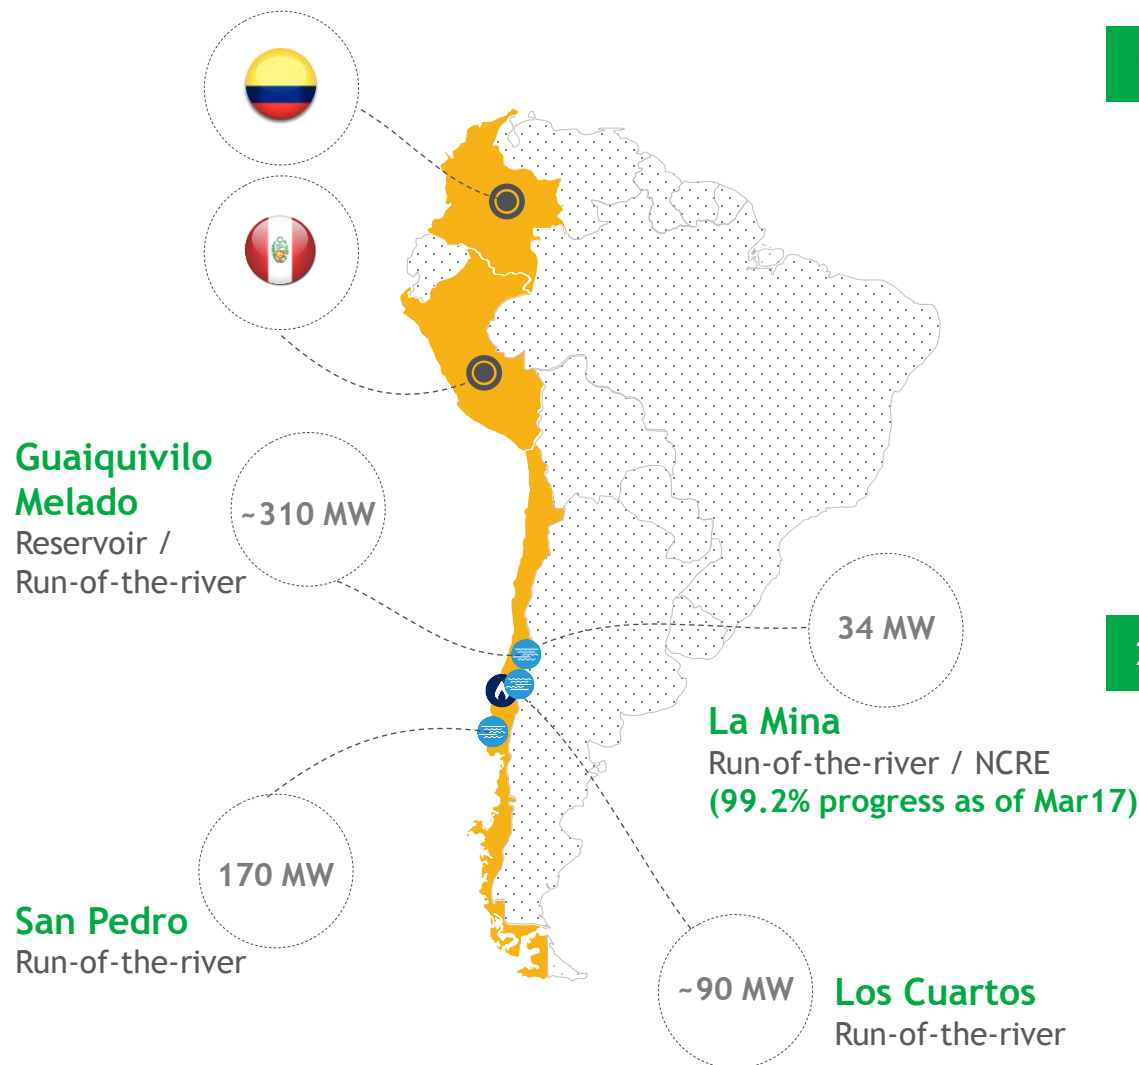 Guaiquivilo
Melado
Reservoir /
Run-of-the-river
~310 MW
34 MW
La Mina
Run-of-the-river / NCRE
(99.2% progress as of Mar17)
170 MW
San Pedro
Run-of-the-river
~90 MW
Los Cuartos
Run-of-the-river